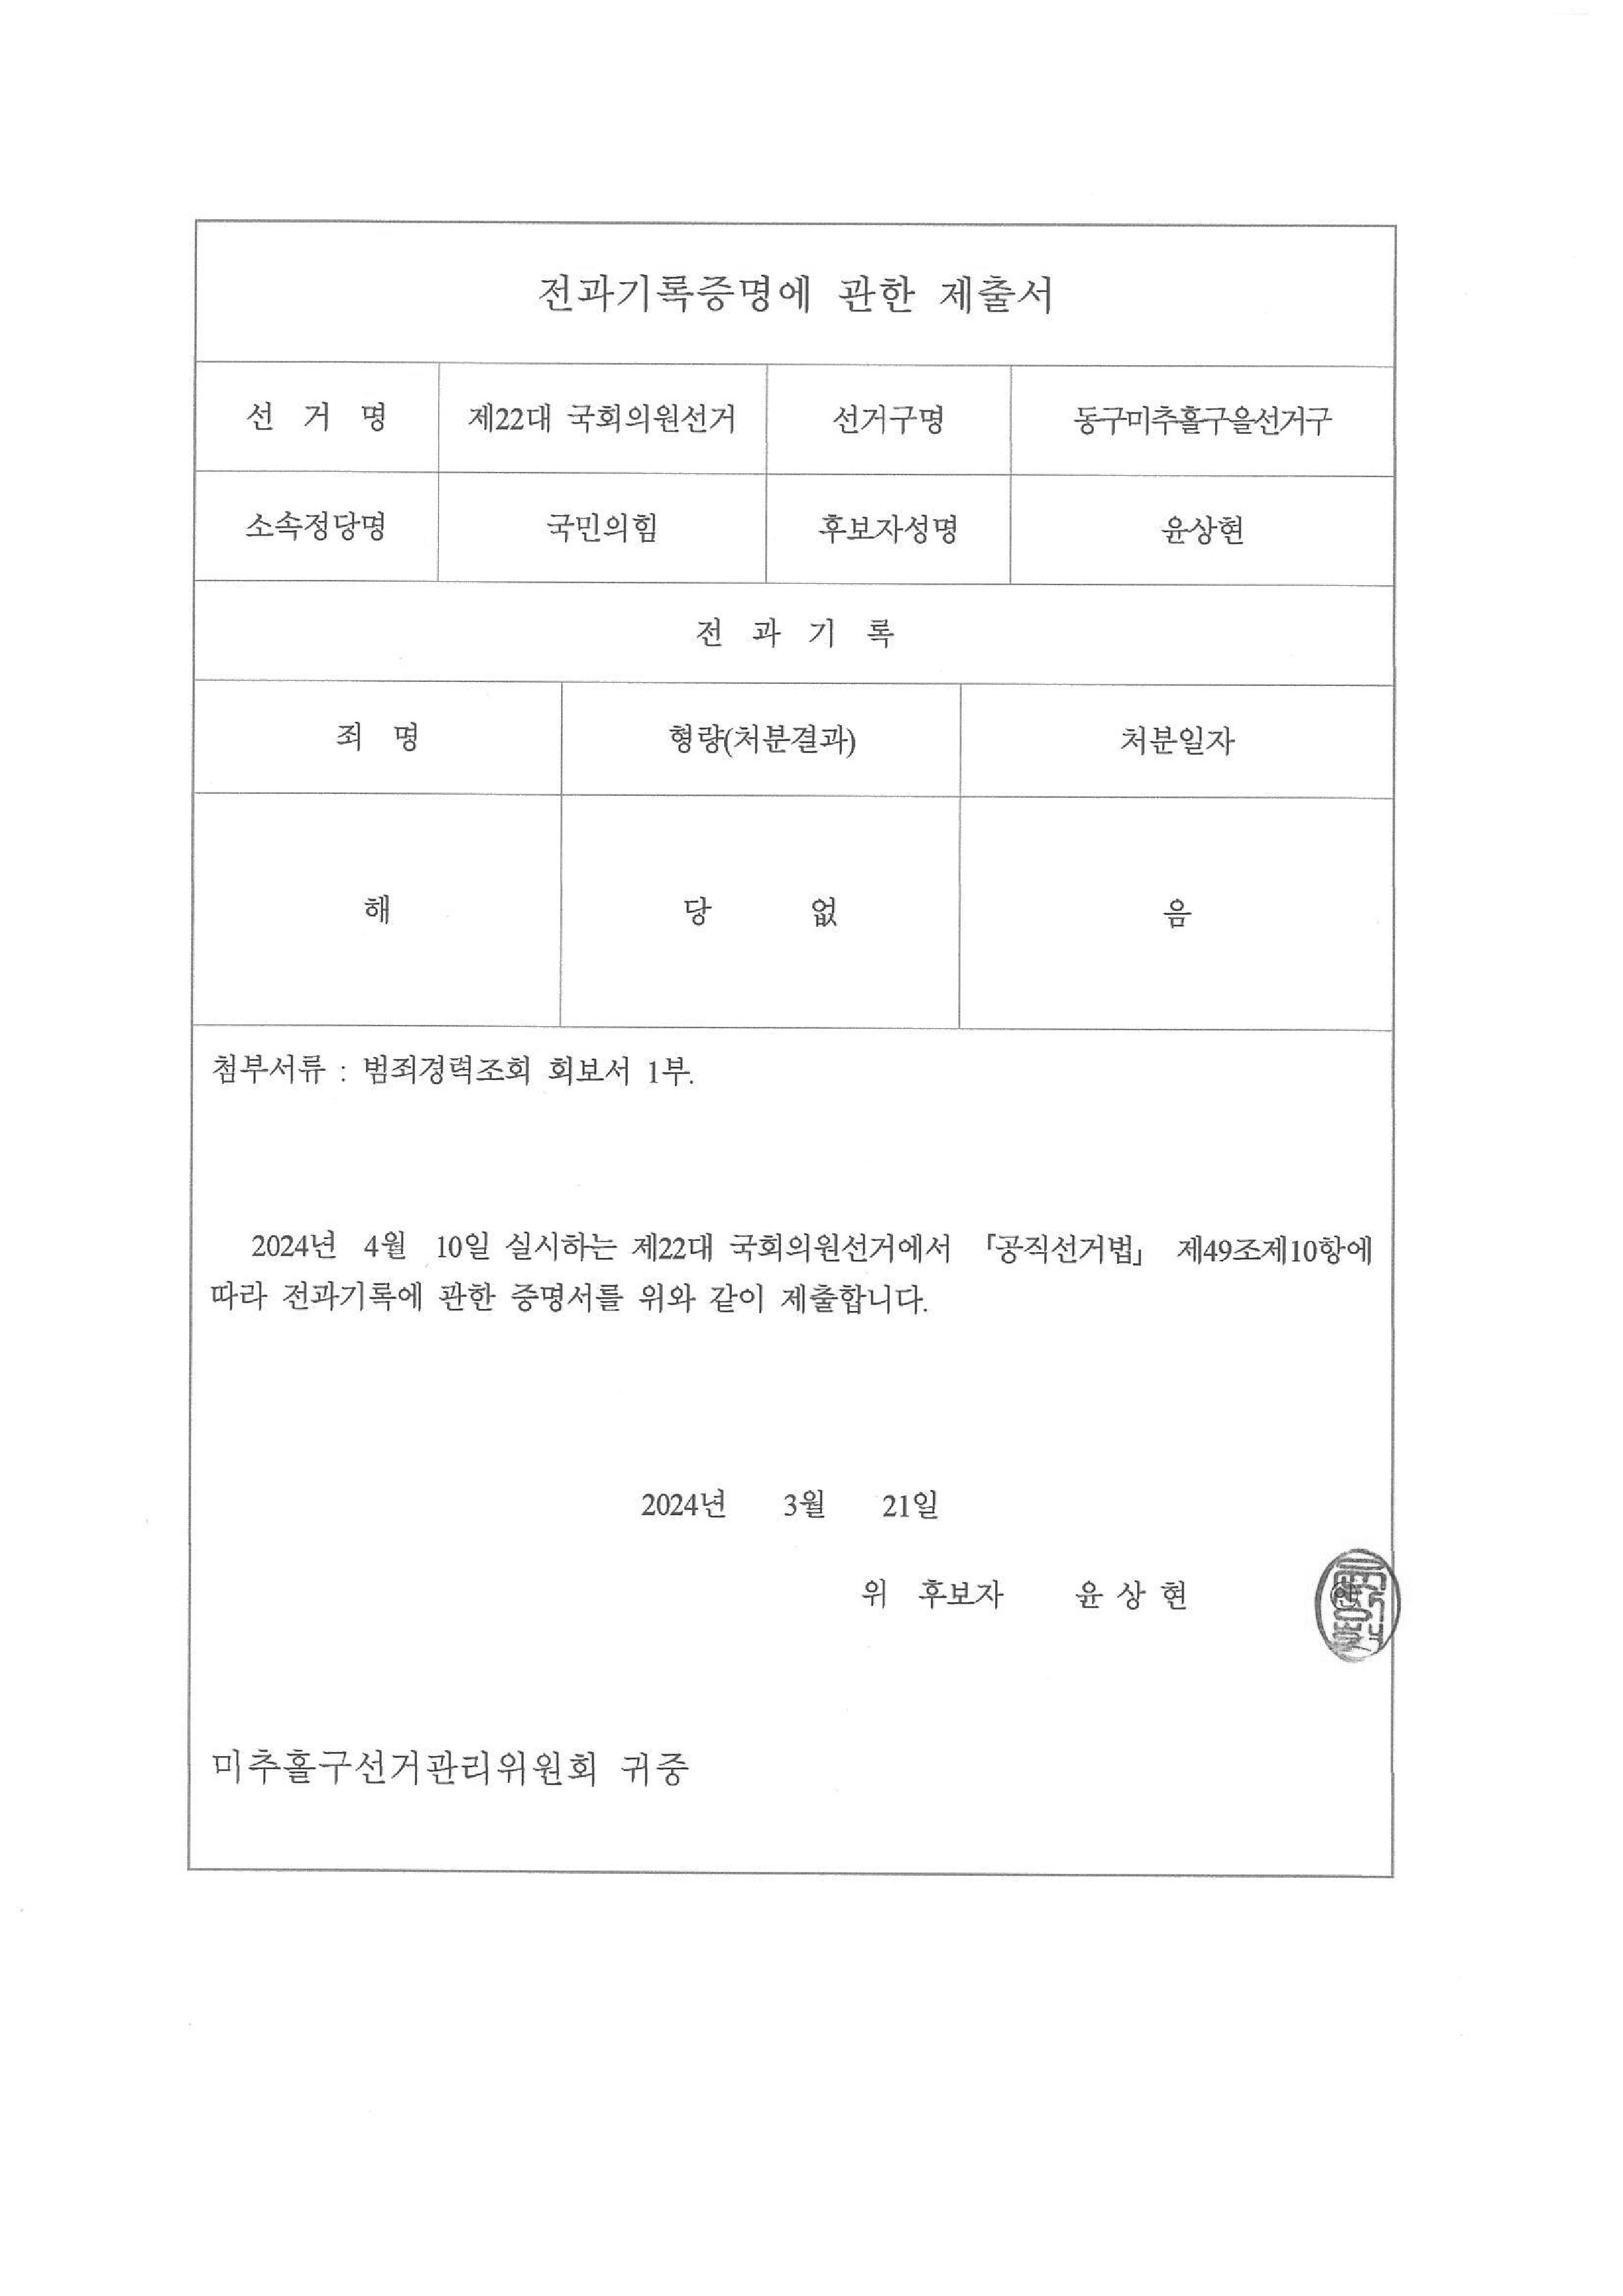 전과기록증명에 관한 제출서
선 거 명 제22대 국회의원선거 선거구명 동구미추홀구을선거구
소속정당명 국민의힘 후보자성명 윤상현
전 과 기 록
죄 명 형량(처분결과) 처분일자
해 당 없 음
첨부서류 : 범죄경력조회 회보서 1부.
2024년 4월 10일 실시하는 제22대 국회의원선거에서 「공직선거법」 제49조제10항에
따라 전과기록에 관한 증명서를 위와 같이 제출합니다.
2024년 3월 21일
위 후보자 윤 상 현
미추홀구선거관리위원회 귀중